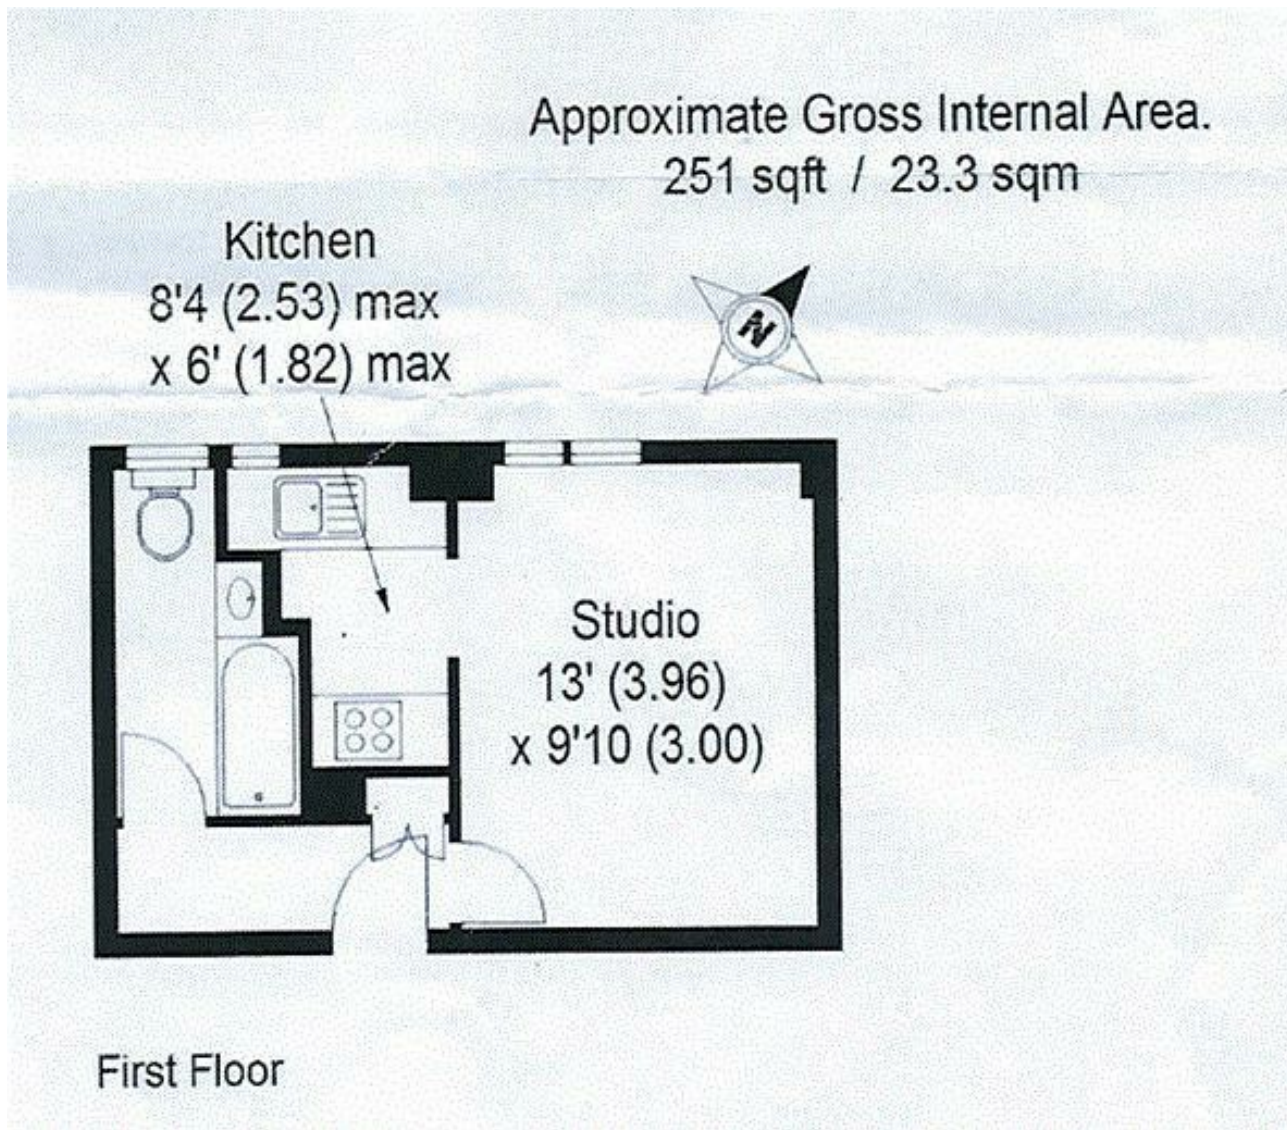 Approximate Gross Internal Area.
251 sqft / 23.3 sqm
Kitchen
8'4 (2.53) max
x 6' (1.82) max
N
Studio
13' (3.96)
x 9'10 (3.00)
First Floor